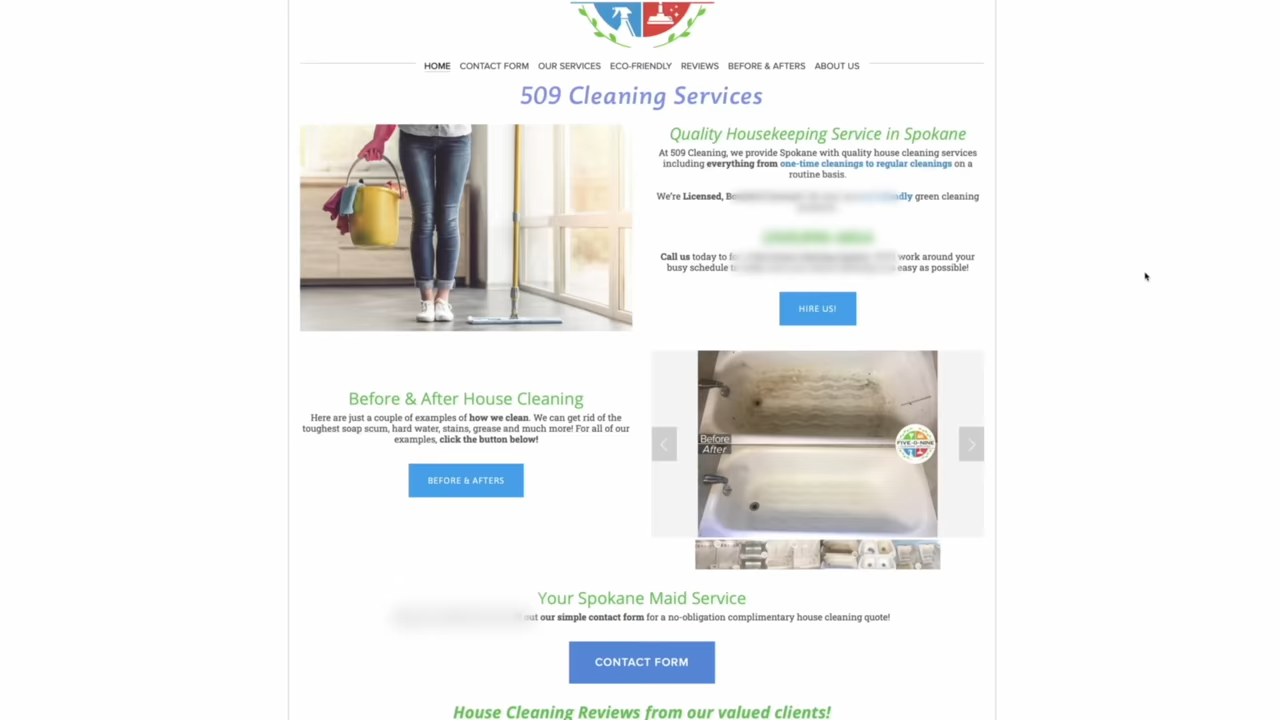 HOME CONTACT FORM OUR SERVICES ECO-FRIENDLY REVIEWS BEFORE & AFTERS ABOUT US
509 Cleaning Services
Quality Housekeeping Service in Spokane
At 509 Cleaning, we provide Spokane with quality house cleaning services
including everything from one-time cleanings to regular cleanings on a
routine basis.
We're Licensed, green cleaning
Call us today to work around your
busy schedule easy as possible!
HIRE US!
Before & After House Cleaning
Here are just a couple of examples of how we clean. We can get rid of the
toughest soap scum, hard water, stains, grease and much more! For all of our
examples, click the button below!
BEFORE & AFTERS
Before
After
FIVE-O-NINE
Your Spokane Maid Service
out our simple contact form for a no-obligation complimentary house cleaning quote!
CONTACT FORM
House Cleaning Reviews from our valued clients!